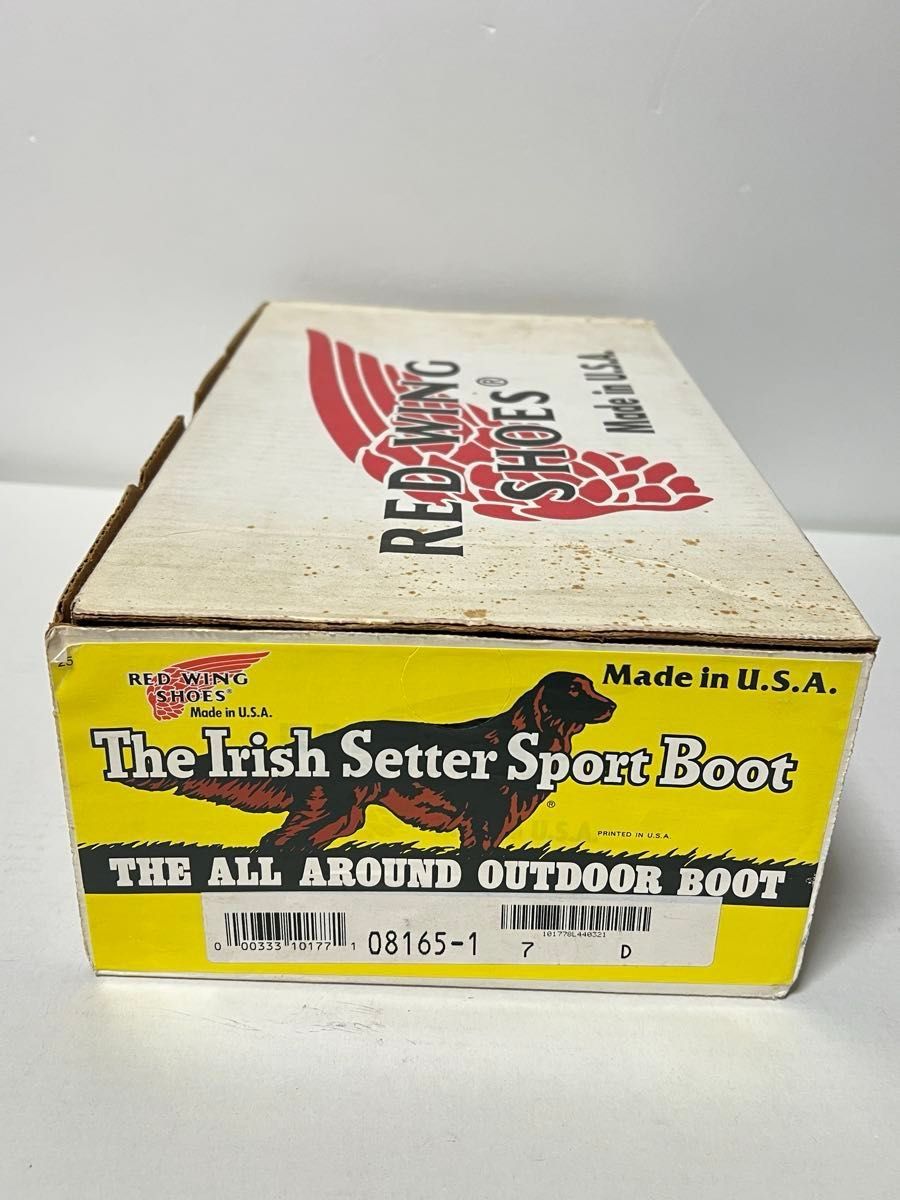 RED WING
SHOES®
Made in U.S.A.
25
RED WING
SHOES®
Made in U.S.A.
Made in U.S.A.
The Irish Setter Sport Boot
®
U.S.A.
PRINTED IN U.S.A.
THE ALL AROUND OUTDOOR BOOT
0 00333 10177 1
08165-1
101778L440321
7 D